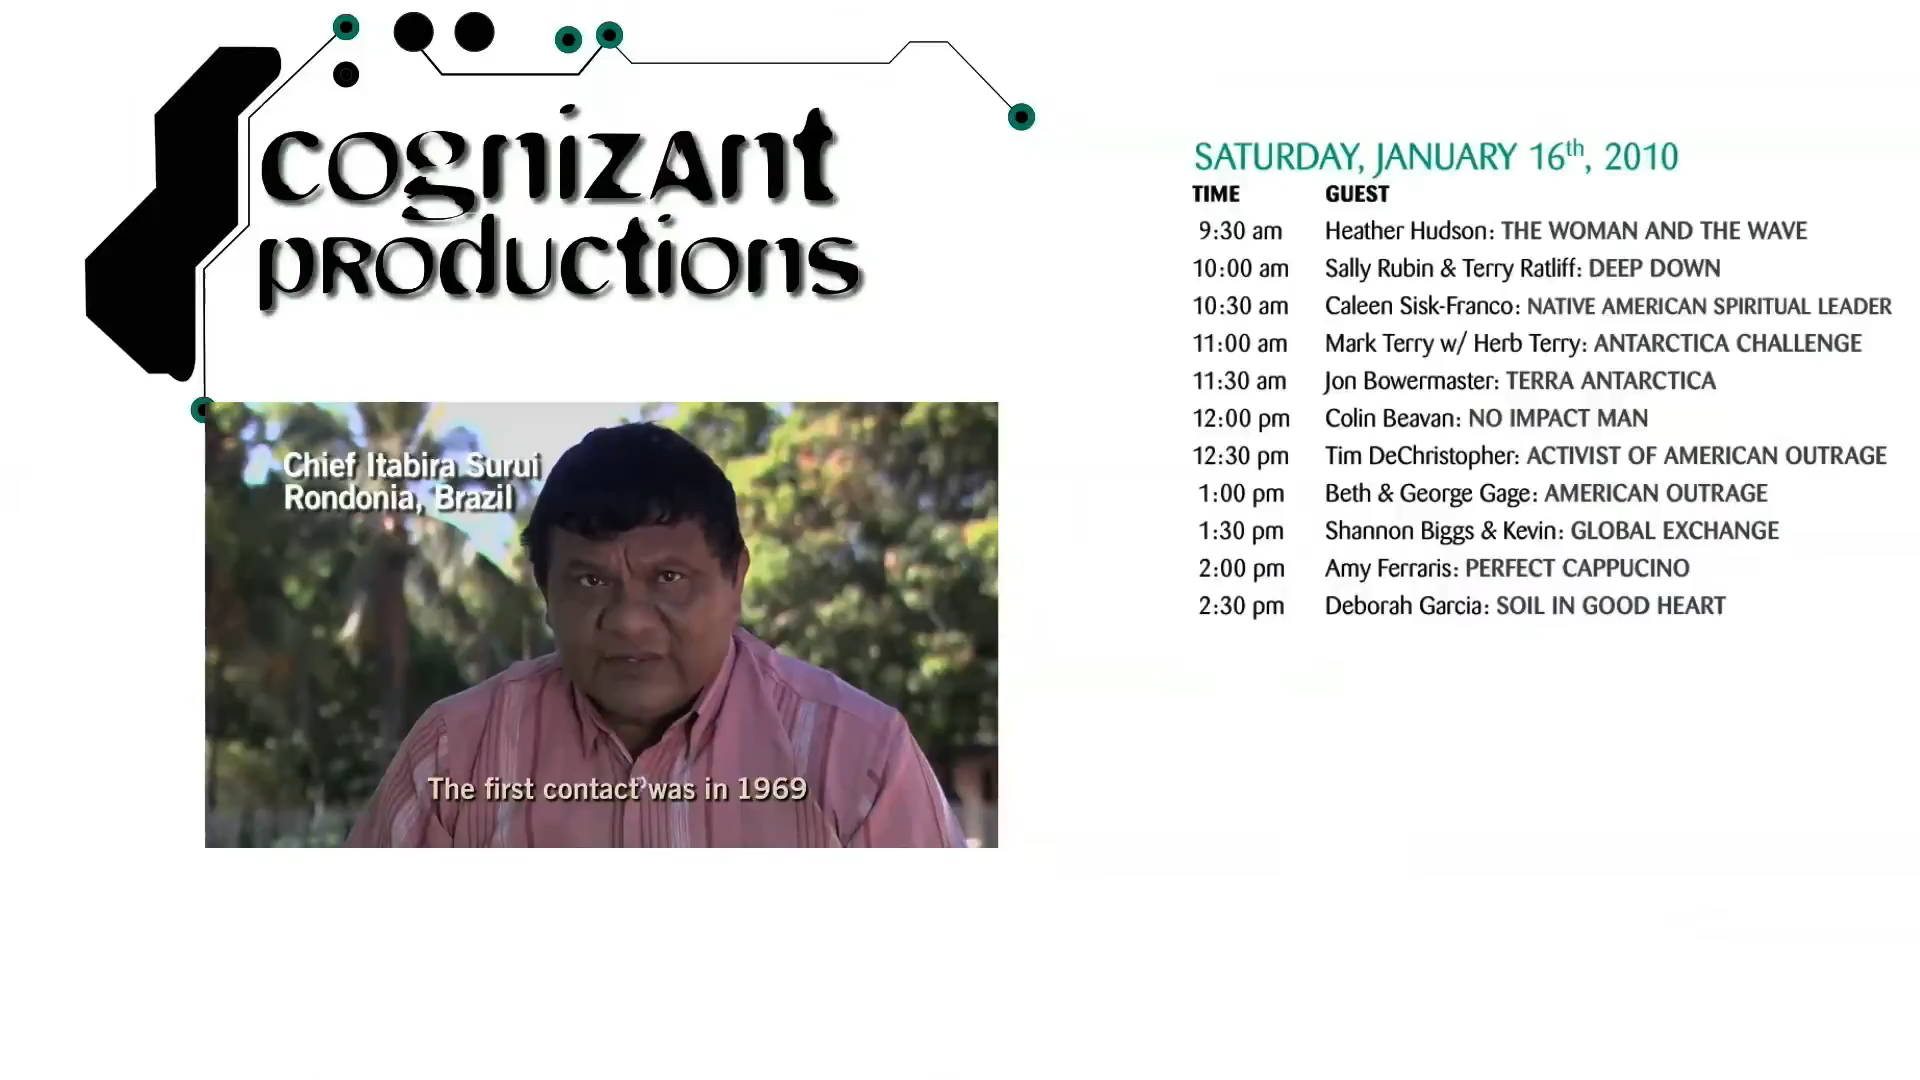 cognizant
productions
Chief Itabira Surui
Rondonia, Brazil
The first contact was in 1969
SATURDAY, JANUARY 16th, 2010
TIME GUEST
9:30 am Heather Hudson: THE WOMAN AND THE WAVE
10:00 am Sally Rubin & Terry Ratliff: DEEP DOWN
10:30 am Caleen Sisk-Franco: NATIVE AMERICAN SPIRITUAL LEADER
11:00 am Mark Terry w/ Herb Terry: ANTARCTICA CHALLENGE
11:30 am Jon Bowermaster: TERRA ANTARCTICA
12:00 pm Colin Beavan: NO IMPACT MAN
12:30 pm Tim DeChristopher: ACTIVIST OF AMERICAN OUTRAGE
1:00 pm Beth & George Gage: AMERICAN OUTRAGE
1:30 pm Shannon Biggs & Kevin: GLOBAL EXCHANGE
2:00 pm Amy Ferraris: PERFECT CAPPUCINO
2:30 pm Deborah Garcia: SOIL IN GOOD HEART